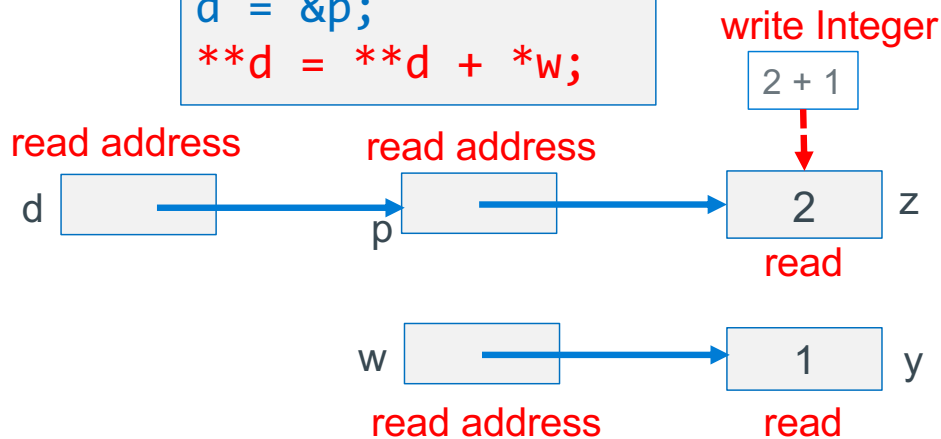 d = &p;
**d = **d + *w;
write Integer
2 + 1
read address
read address
d
p
2
z
read
w
1
y
read address
read